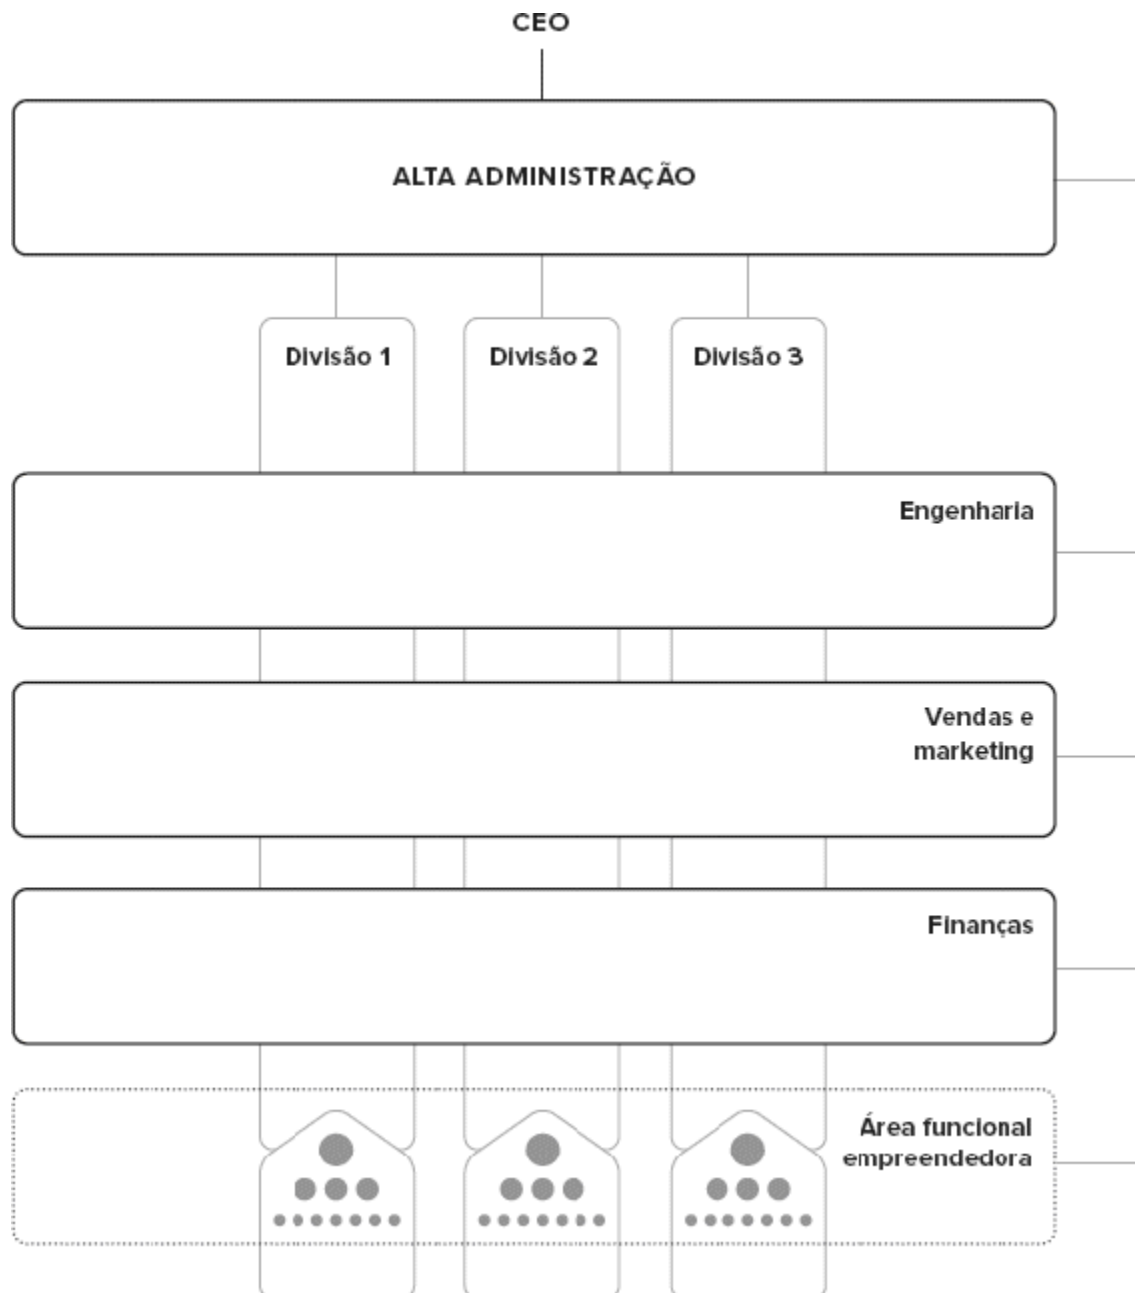 CEO
ALTA ADMINISTRAÇÃO
Divisão 1
Divisão 2
Divisão 3
Engenharia
Vendas e
marketing
Finanças
Área funcional
empreendedora